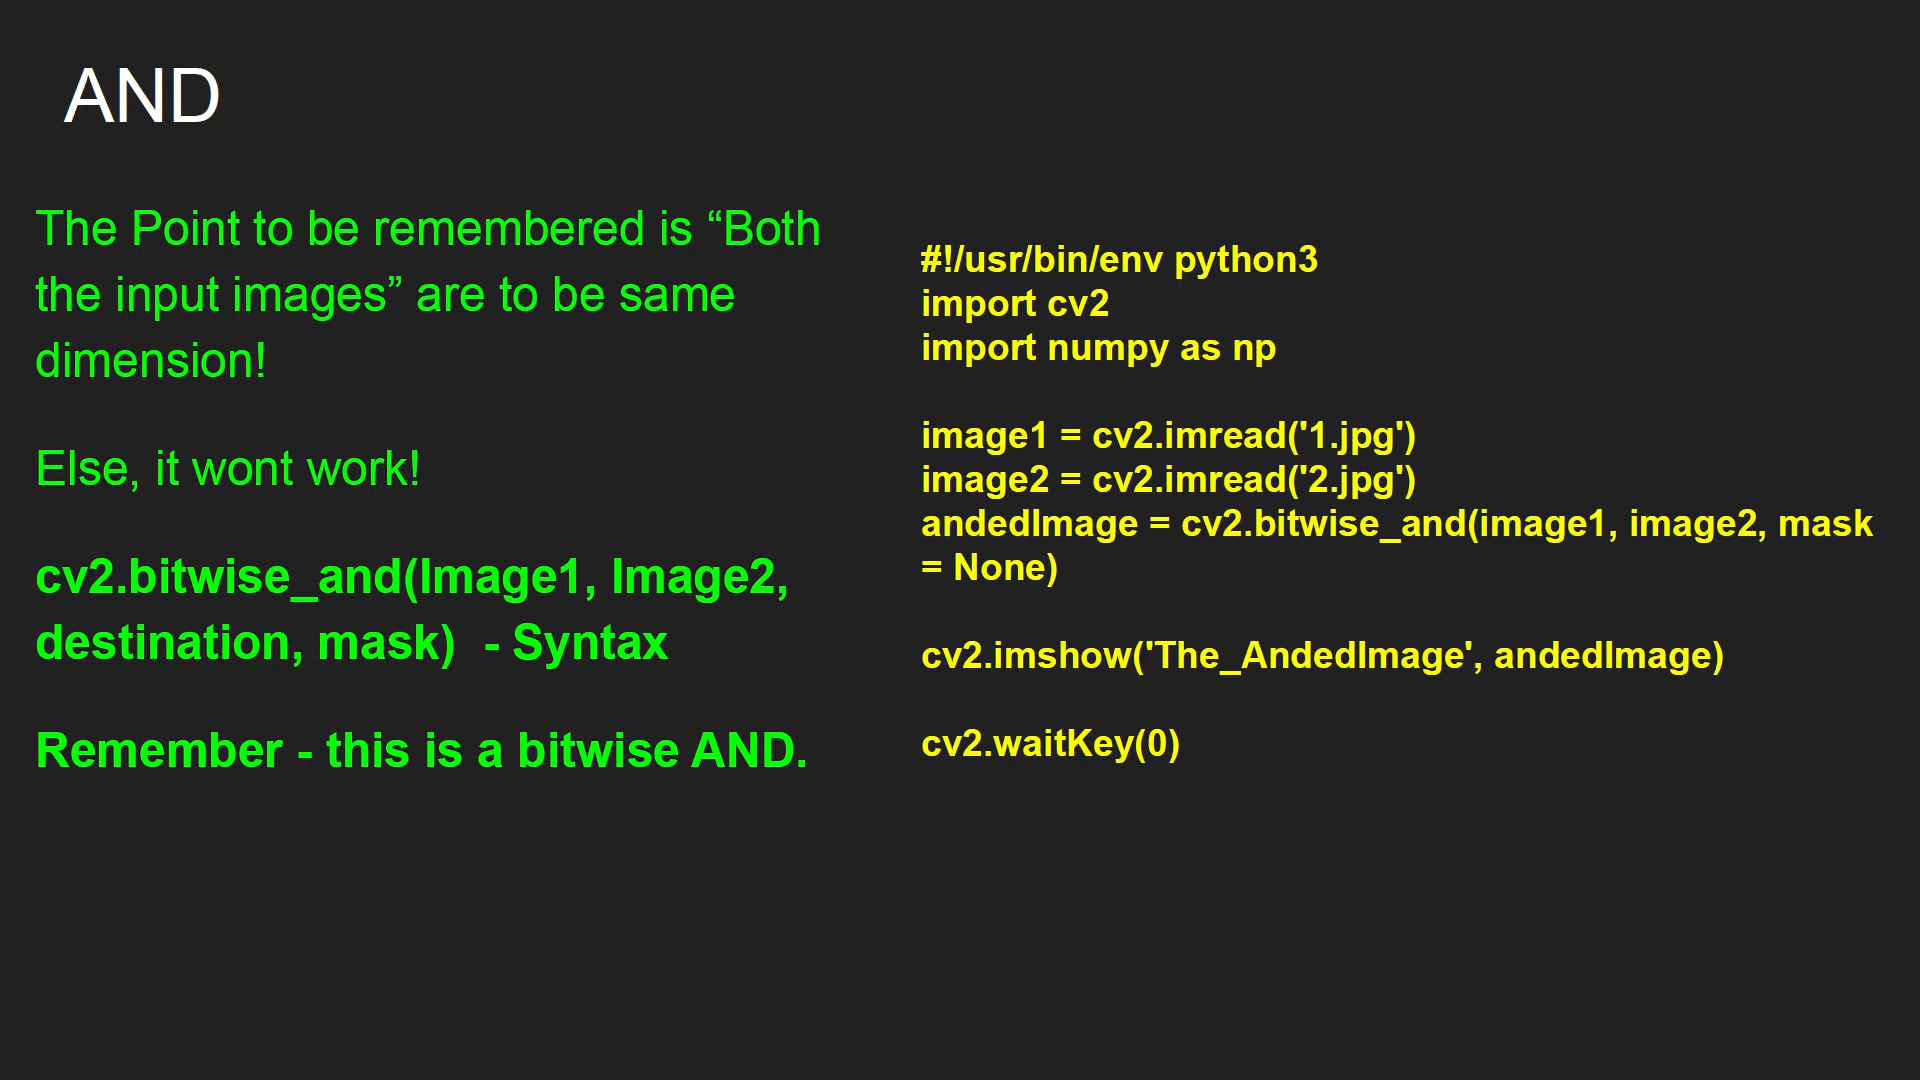 AND
The Point to be remembered is “Both
the input images” are to be same
dimension!
Else, it wont work!
cv2.bitwise_and(Image1, Image2,
destination, mask)  - Syntax
Remember - this is a bitwise AND.
#!/usr/bin/env python3
import cv2
import numpy as np
image1 = cv2.imread('1.jpg')
image2 = cv2.imread('2.jpg')
andedImage = cv2.bitwise_and(image1, image2, mask
= None)
cv2.imshow('The_AndedImage', andedImage)
cv2.waitKey(0)